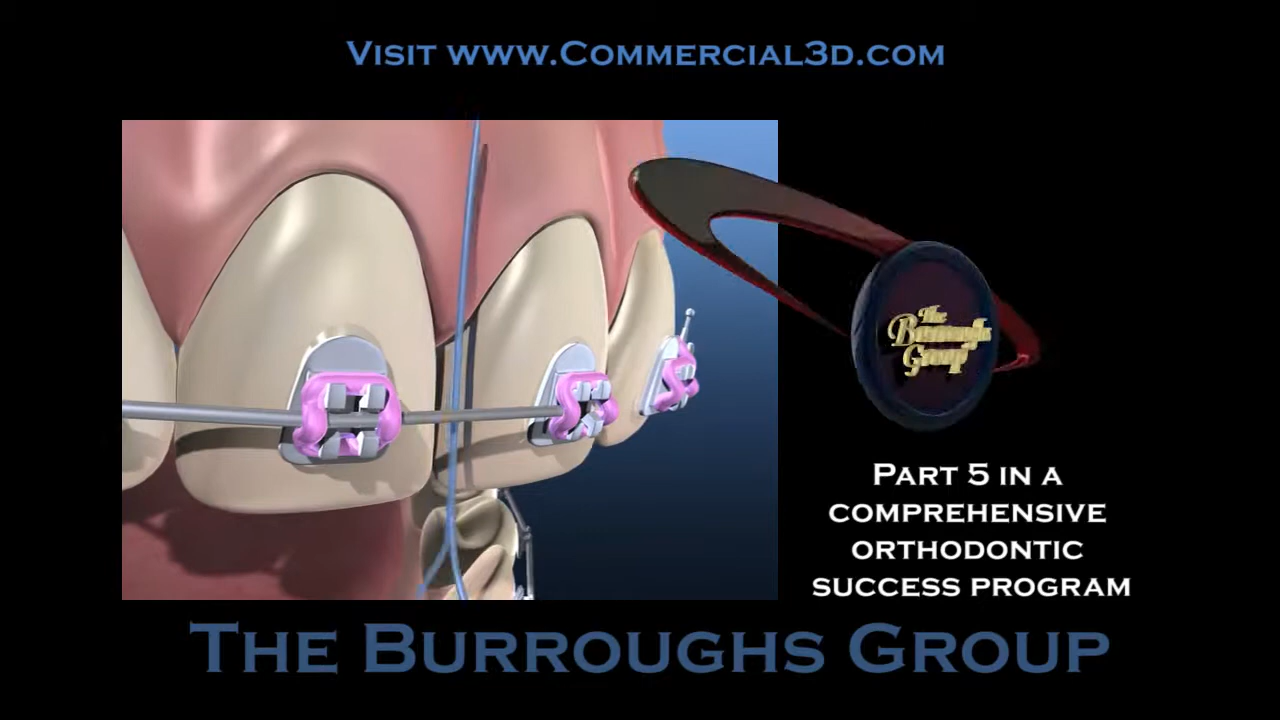 Visit www.Commercial3d.com
The
Burroughs
Group
Part 5 in a
comprehensive
orthodontic
success program
The Burroughs Group